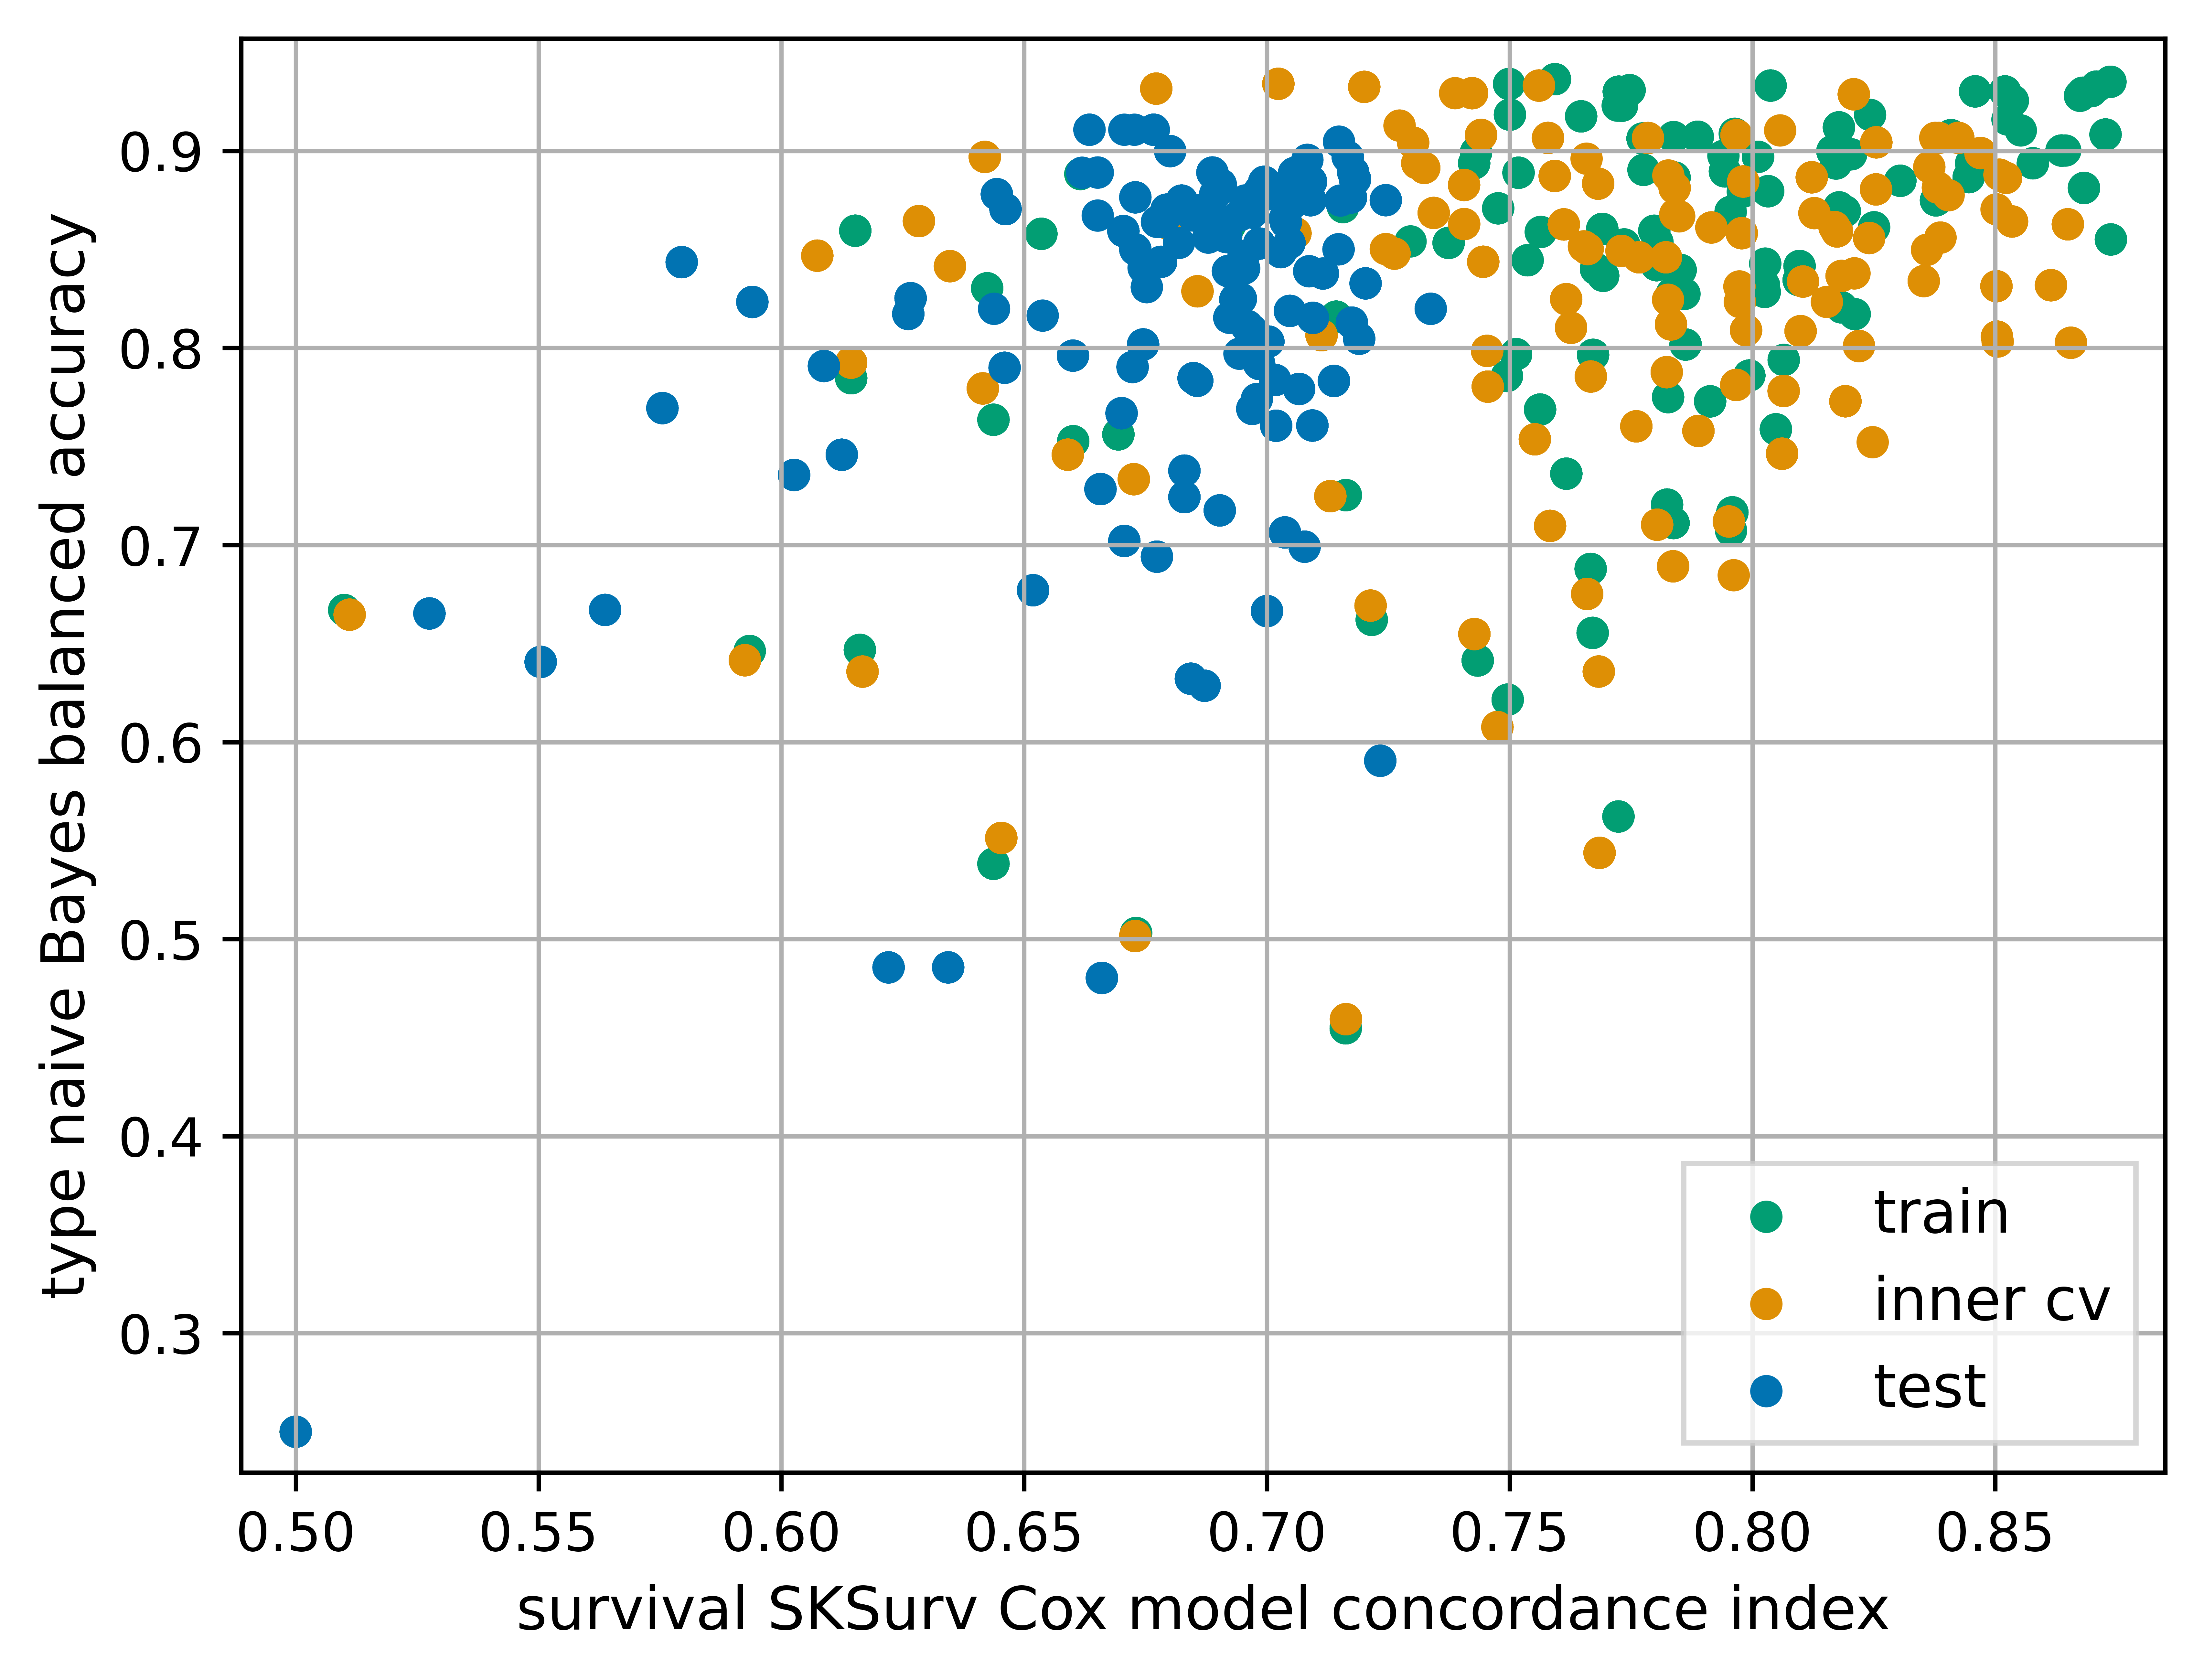 type naive Bayes balanced accuracy
0.9
0.8
0.7
0.6
0.5
0.4
0.3
train
inner cv
test
0.50 0.55 0.60 0.65 0.70 0.75 0.80 0.85
survival SKSurv Cox model concordance index